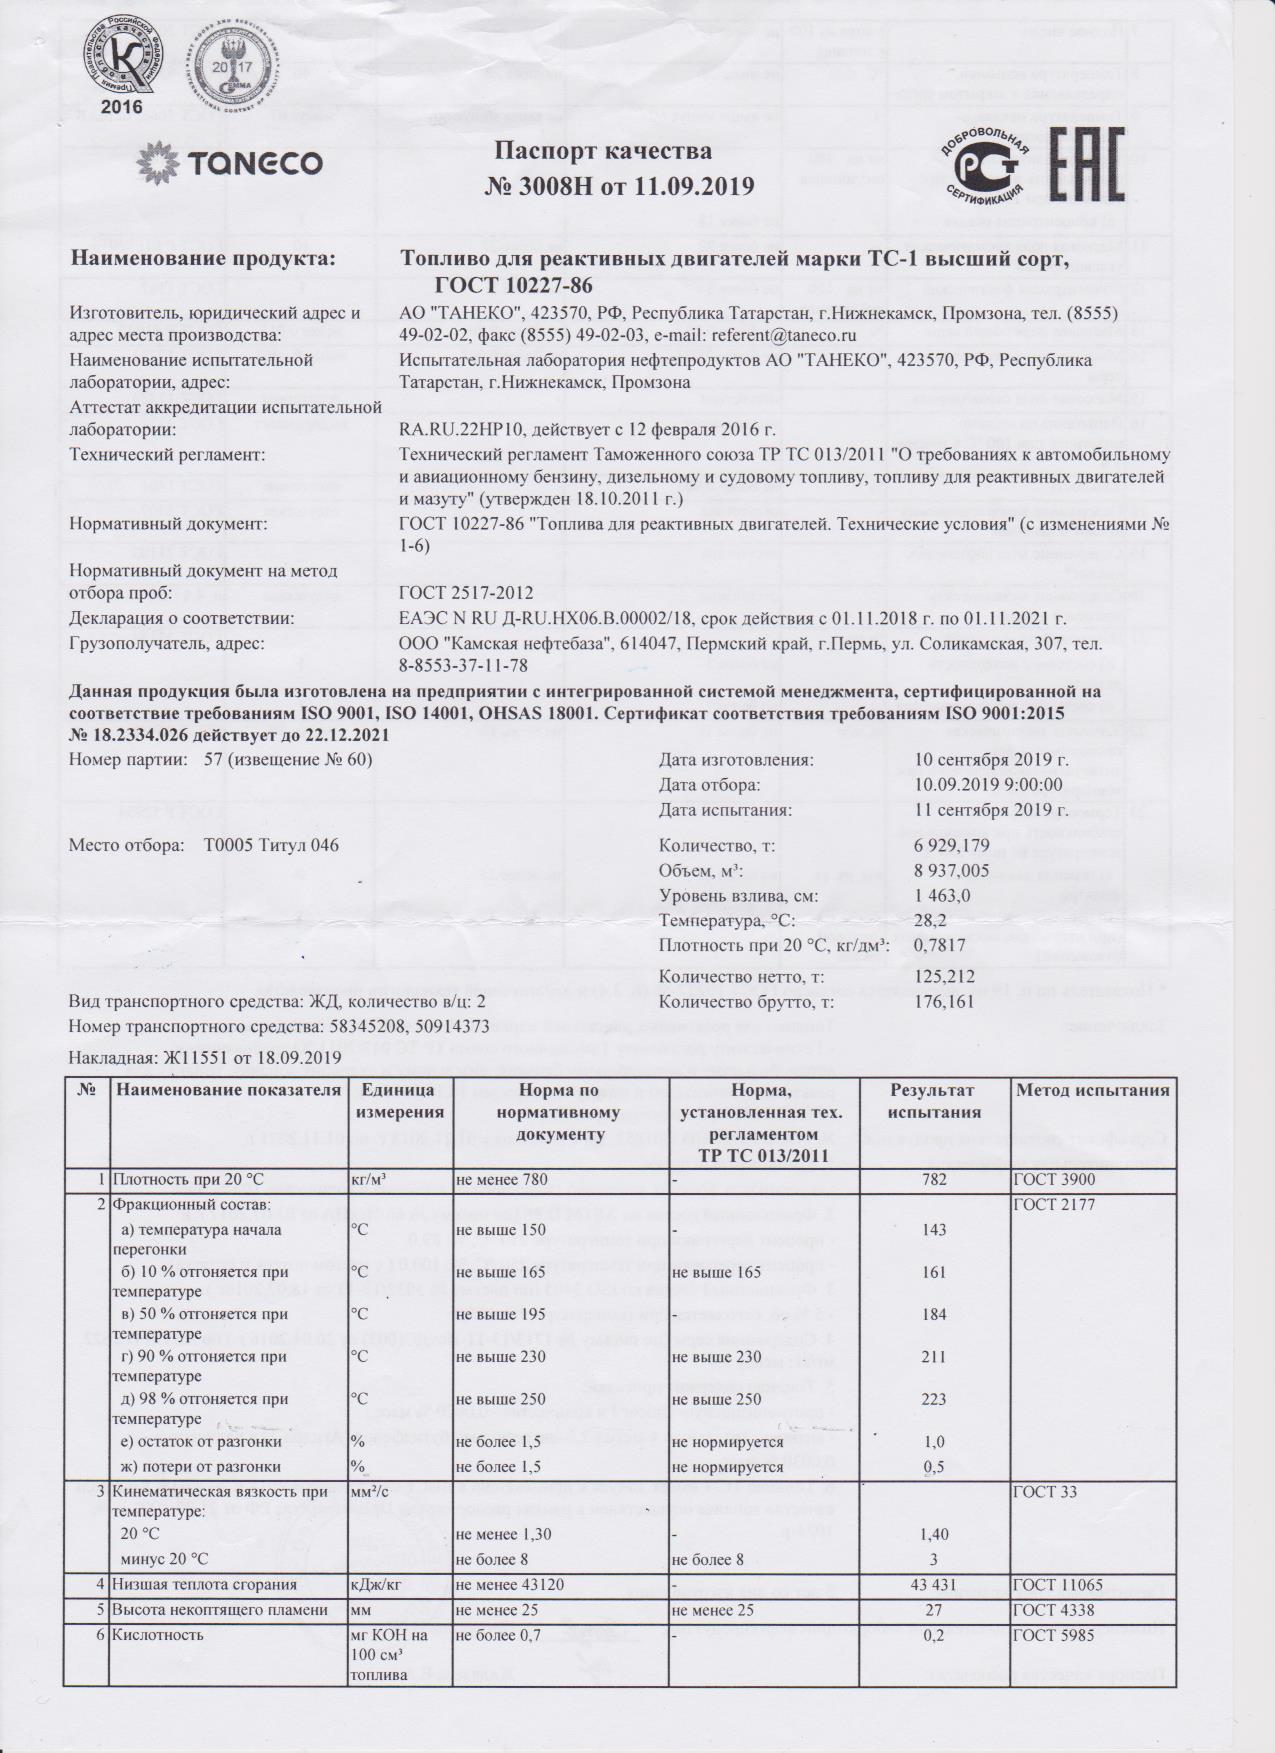 Премии Правительства Российской Федерации
в области качества
2016
BEST GOODS AND SERVICES-GEMMA
20 17
GEMMA
INTERNATIONAL CONTEST OF QUALITY
TANECO
Паспорт качества
№ 3008Н от 11.09.2019
ДОБРОВОЛЬНАЯ
РСТ
СЕРТИФИКАЦИЯ
EAC
Наименование продукта: Топливо для реактивных двигателей марки ТС-1 высший сорт,
ГОСТ 10227-86
Изготовитель, юридический адрес и АО "ТАНЕКО", 423570, РФ, Республика Татарстан, г.Нижнекамск, Промзона, тел. (8555)
адрес места производства: 49-02-02, факс (8555) 49-02-03, e-mail: referent@taneco.ru
Наименование испытательной Испытательная лаборатория нефтепродуктов АО "ТАНЕКО", 423570, РФ, Республика
лаборатории, адрес: Татарстан, г.Нижнекамск, Промзона
Аттестат аккредитации испытательной
лаборатории: RA.RU.22НР10, действует с 12 февраля 2016 г.
Технический регламент: Технический регламент Таможенного союза ТР ТС 013/2011 "О требованиях к автомобильному
и авиационному бензину, дизельному и судовому топливу, топливу для реактивных двигателей
и мазуту" (утвержден 18.10.2011 г.)
Нормативный документ: ГОСТ 10227-86 "Топлива для реактивных двигателей. Технические условия" (с изменениями №
1-6)
Нормативный документ на метод
отбора проб: ГОСТ 2517-2012
Декларация о соответствии: ЕАЭС N RU Д-RU.НХ06.В.00002/18, срок действия с 01.11.2018 г. по 01.11.2021 г.
Грузополучатель, адрес: ООО "Камская нефтебаза", 614047, Пермский край, г.Пермь, ул. Соликамская, 307, тел.
8-8553-37-11-78
Данная продукция была изготовлена на предприятии с интегрированной системой менеджмента, сертифицированной на
соответствие требованиям ISO 9001, ISO 14001, OHSAS 18001. Сертификат соответствия требованиям ISO 9001:2015
№ 18.2334.026 действует до 22.12.2021
Номер партии: 57 (извещение № 60) Дата изготовления: 10 сентября 2019 г.
Дата отбора: 10.09.2019 9:00:00
Дата испытания: 11 сентября 2019 г.
Место отбора: Т0005 Титул 046 Количество, т: 6 929,179
Объем, м³: 8 937,005
Уровень взлива, см: 1 463,0
Температура, °С: 28,2
Плотность при 20 °С, кг/дм³: 0,7817
Количество нетто, т: 125,212
Вид транспортного средства: ЖД, количество в/ц: 2 Количество брутто, т: 176,161
Номер транспортного средства: 58345208, 50914373
Накладная: Ж11551 от 18.09.2019
№ Наименование показателя Единица Норма по Норма, Результат Метод испытания
измерения нормативному установленная тех. испытания
документу регламентом
ТР ТС 013/2011
1 Плотность при 20 °С кг/м³ не менее 780 - 782 ГОСТ 3900
2 Фракционный состав: ГОСТ 2177
а) температура начала °С не выше 150 - 143
перегонки
б) 10 % отгоняется при °С не выше 165 не выше 165 161
температуре
в) 50 % отгоняется при °С не выше 195 - 184
температуре
г) 90 % отгоняется при °С не выше 230 не выше 230 211
температуре
д) 98 % отгоняется при °С не выше 250 не выше 250 223
температуре
е) остаток от разгонки % не более 1,5 не нормируется 1,0
ж) потери от разгонки % не более 1,5 не нормируется 0,5
3 Кинематическая вязкость при мм²/с ГОСТ 33
температуре:
20 °С не менее 1,30 - 1,40
минус 20 °С не более 8 не более 8 3
4 Низшая теплота сгорания кДж/кг не менее 43120 - 43 431 ГОСТ 11065
5 Высота некоптящего пламени мм не менее 25 не менее 25 27 ГОСТ 4338
6 Кислотность мг КОН на не более 0,7 - 0,2 ГОСТ 5985
100 см³
топлива